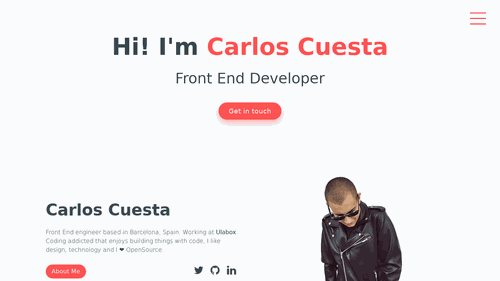 Hi! I'm Carlos Cuesta
Front End Developer
Get in touch
Carlos Cuesta
Front End engineer based in Barcelona, Spain. Working at Ulabox.
Coding addicted that enjoys building things with code, I like
design, technology and I ❤ OpenSource.
About Me